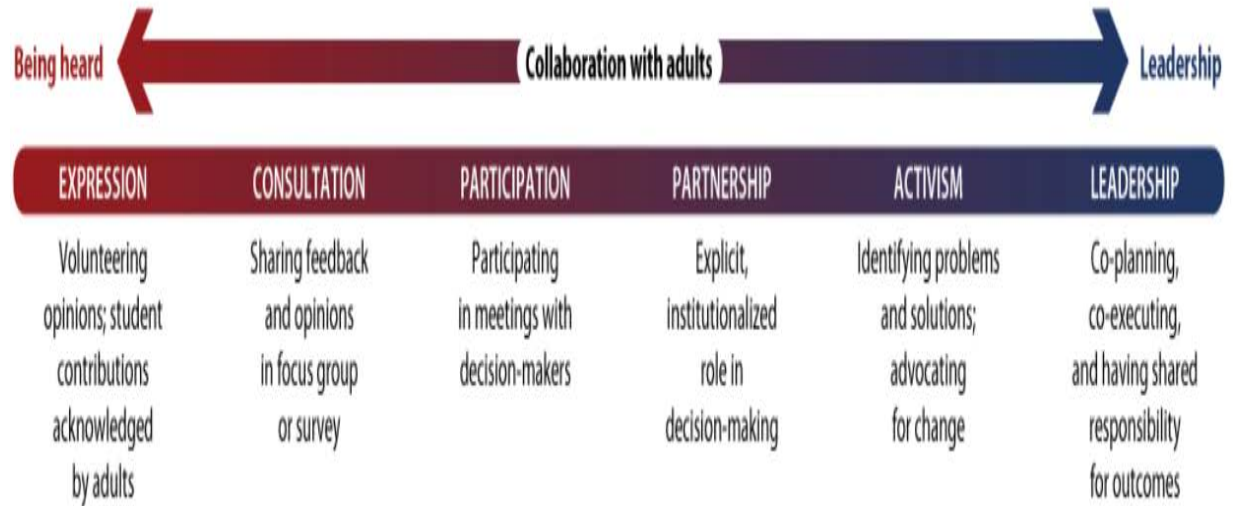 Being heard
Collaboration with adults
Leadership
EXPRESSION
Volunteering
opinions; student
contributions
acknowledged
by adults
CONSULTATION
Sharing feedback
and opinions
in focus group
or survey
PARTICIPATION
Participating
in meetings with
decision-makers
PARTNERSHIP
Explicit,
institutionalized
role in
decision-making
ACTIVISM
Identifying problems
and solutions;
advocating
for change
LEADERSHIP
Co-planning,
co-executing,
and having shared
responsibility
for outcomes